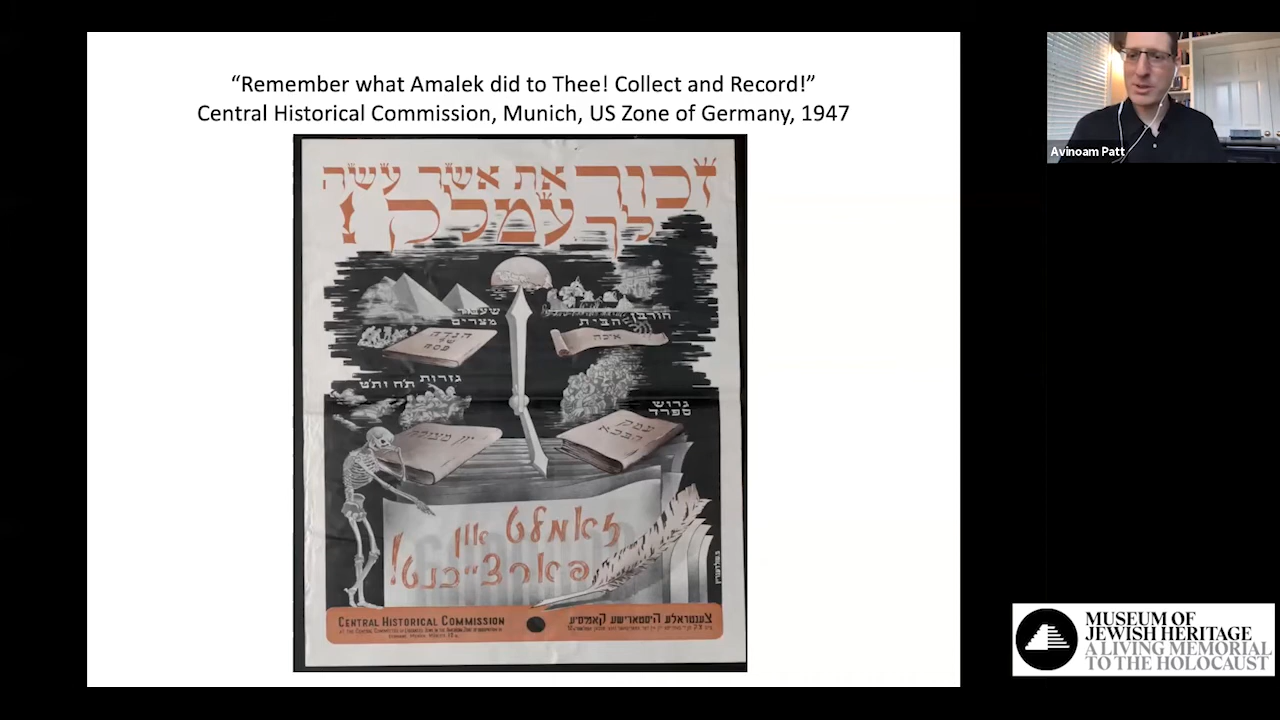 “Remember what Amalek did to Thee! Collect and Record!”
Central Historical Commission, Munich, US Zone of Germany, 1947
זכור את אשר עשה
לך עמלק !
שעבוד
מצרים
הגדה
של
פסח
חורבן
הבית
איכה
גזרות ת״ח ות״ט
יון מצולה
גרוש
ספרד
עמק
הבכא
זאמלט און
פארצייכנט!
CENTRAL HISTORICAL COMMISSION
צענטראלע היסטארישע קאמיסיע
Avinoam Patt
MUSEUM OF
JEWISH HERITAGE
A LIVING MEMORIAL
TO THE HOLOCAUST